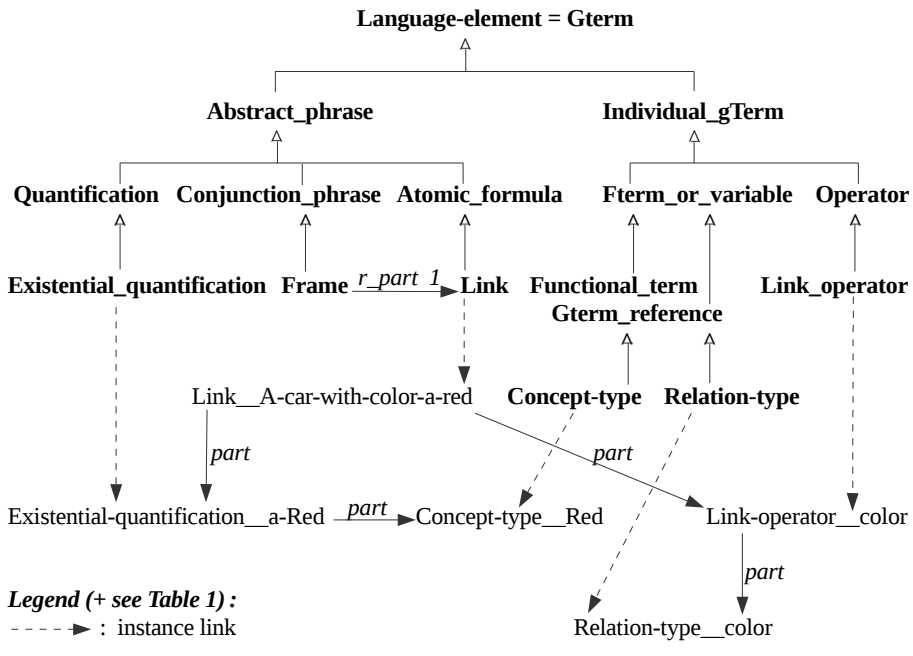 Language-element = Gterm
Abstract_phrase Individual_gTerm
Quantification Conjunction_phrase Atomic_formula Fterm_or_variable Operator
Existential_quantification Frame r_part 1 Link Functional_term Link_operator
Gterm_reference
Link__A-car-with-color-a-red Concept-type Relation-type
part part
Existential-quantification__a-Red part Concept-type__Red Link-operator__color
part
Legend (+ see Table 1) :
: instance link Relation-type__color